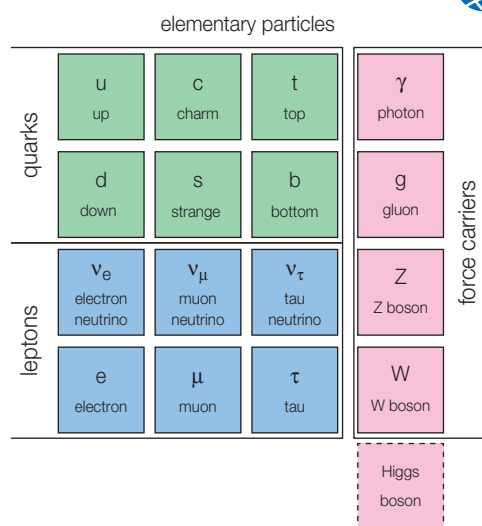 elementary particles
quarks
u
up
c
charm
t
top
γ
photon
d
down
s
strange
b
bottom
g
gluon
force carriers
leptons
νe
electron
neutrino
νμ
muon
neutrino
ντ
tau
neutrino
Z
Z boson
e
electron
μ
muon
τ
tau
W
W boson
Higgs
boson